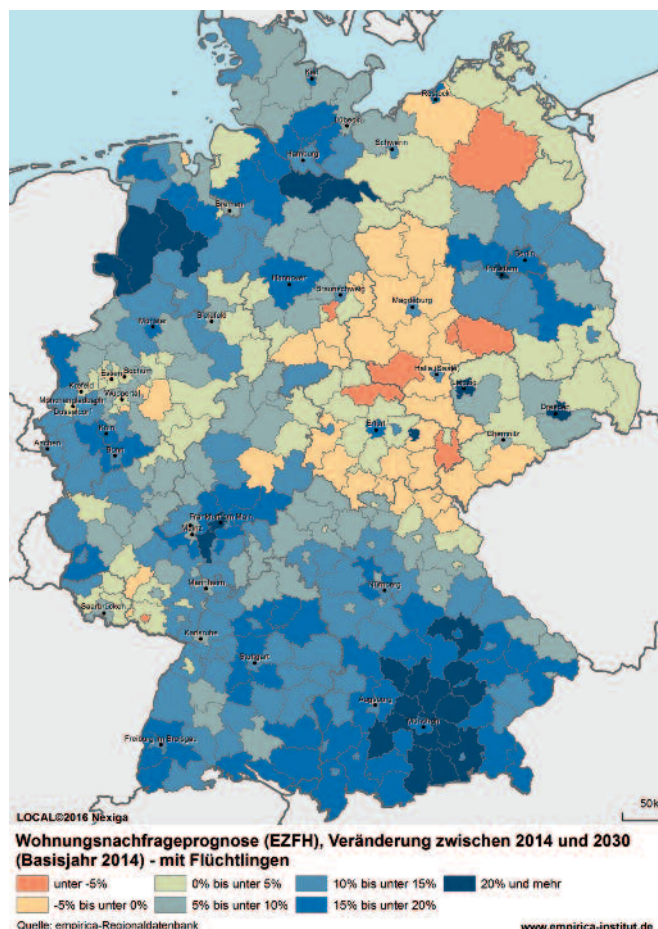 Kiel
Rostock
Lübeck
Schwerin
Hamburg
Bremen
Berlin
Potsdam
Hannover
Braunschweig
Magdeburg
Bielefeld
Münster
Halle (Saale)
Leipzig
Essen Bochum
Krefeld
Wuppertal
Mönchengladbach
Düsseldorf
Dresden
Köln
Erfurt
Chemnitz
Aachen
Bonn
Frankfurt am Main
Mainz
Mannheim
Nürnberg
Saarbrücken
Karlsruhe
Stuttgart
Augsburg
München
Freiburg im Breisgau
LOCAL©2016 Nexiga
50k
Wohnungsnachfrageprognose (EZFH), Veränderung zwischen 2014 und 2030
(Basisjahr 2014) - mit Flüchtlingen
unter -5% 0% bis unter 5% 10% bis unter 15% 20% und mehr
-5% bis unter 0% 5% bis unter 10% 15% bis unter 20%
Quelle: empirica-Regionaldatenbank www.empirica-institut.de